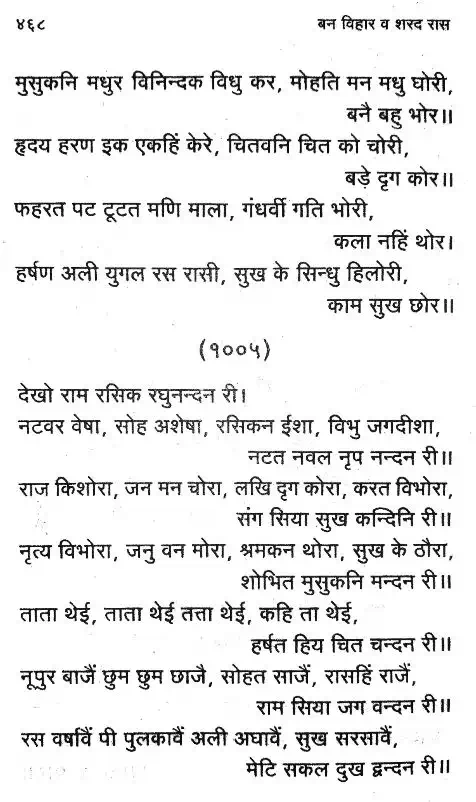 ४६८ बन विहार व शरद रास
मुसुकनि मधुर विनिन्दक विधु कर, मोहति मन मधु घोरी,
बनै बहु भोर॥
हृदय हरण इक एकहिं केरे, चितवनि चित को चोरी,
बड़े दृग कोर॥
फहरत पट टूटत मणि माला, गंधर्वी गति भोरी,
कला नहिं थोर।
हर्षण अली युगल रस रासी, सुख के सिन्धु हिलोरी,
काम सुख छोर॥
(१००५)
देखो राम रसिक रघुनन्दन री।
नटवर वेषा, सोह अशेषा, रसिकन ईशा, विभु जगदीशा,
नटत नवल नृप नन्दन री॥
राज किशोरा, जन मन चोरा, लखि दृग कोरा, करत विभोरा,
संग सिया सुख कन्दिनि री॥
नृत्य विभोरा, जनु वन मोरा, श्रमकन थोरा, सुख के ठौरा,
शोभित मुसुकनि मन्दन री॥
ताता थेई, ताता थेई तत्ता थेई, कहि ता थेई,
हर्षत हिय चित चन्दन री॥
नूपुर बाजैं छुम छुम छाजै, सोहत साजैं, रासहिं राजैं,
राम सिया जग वन्दन री॥
रस वर्षावैं पी पुलकावैं अली अघावैं, सुख सरसावैं,
मेटि सकल दुख द्वन्दन री॥